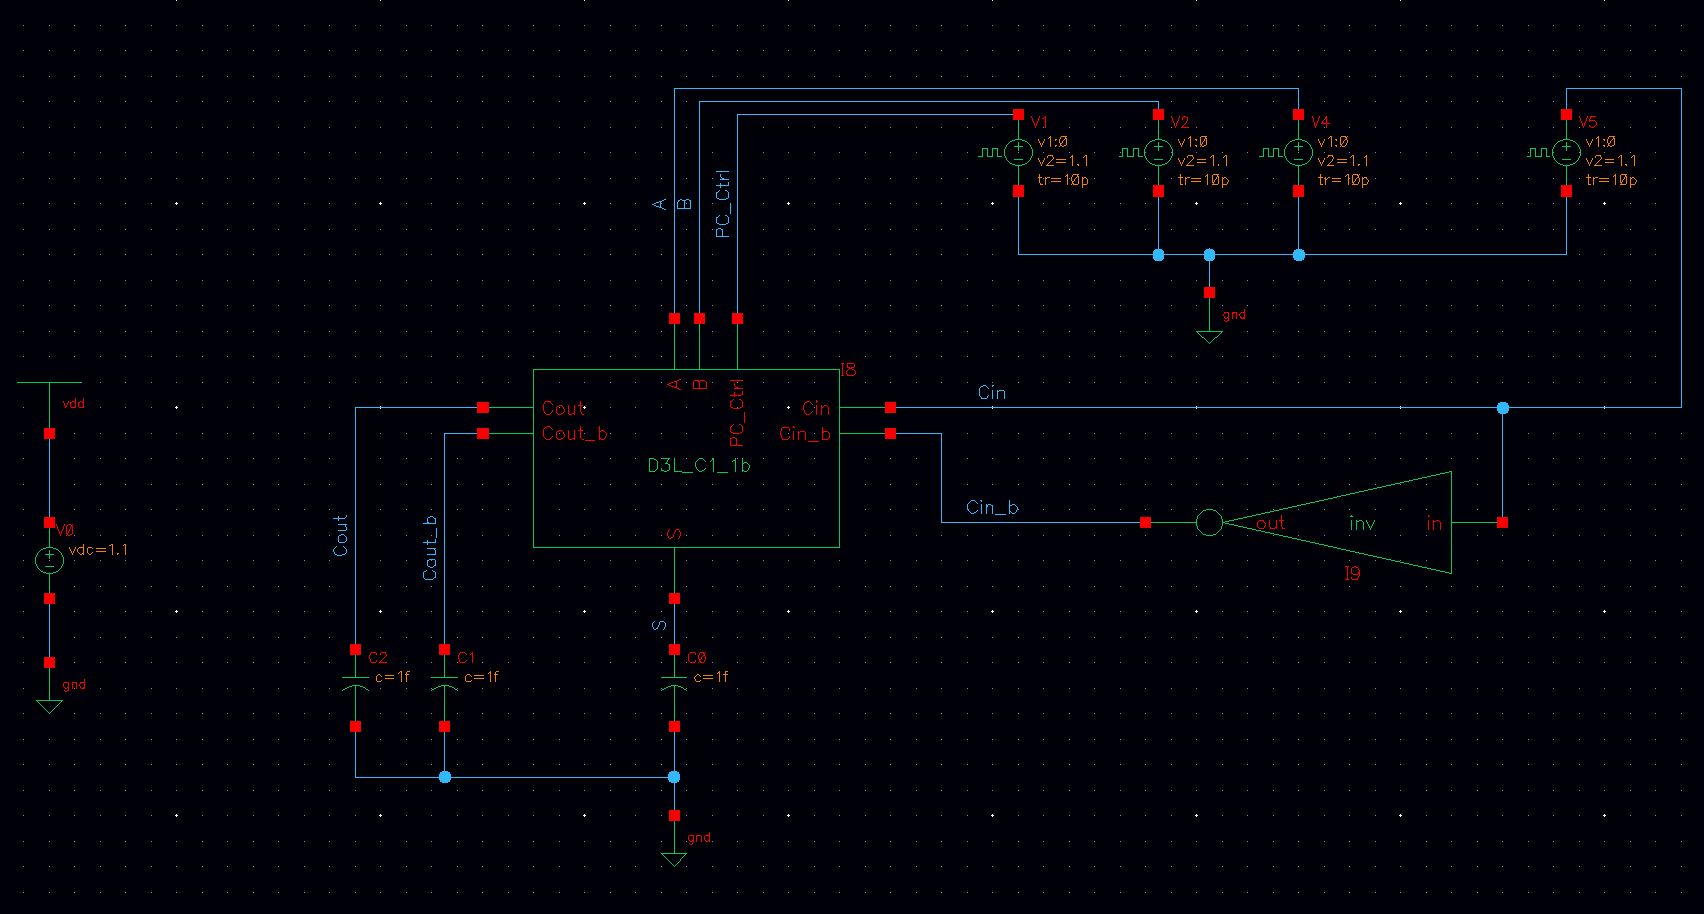 V1
v1:0
v2=1.1
tr=10p
V2
v1:0
v2=1.1
tr=10p
V4
v1:0
v2=1.1
tr=10p
V5
v1:0
v2=1.1
tr=10p
A
B
PC_Ctrl
gnd
I8
A
B
PC_Ctrl
Cout
Cout_b
Cin
Cin_b
D3L_C1_1b
S
Cin
Cin_b
out
inv
in
I9
vdd
V0
vdc=1.1
gnd
Cout
Cout_b
S
C2
c=1f
C1
c=1f
C0
c=1f
gnd